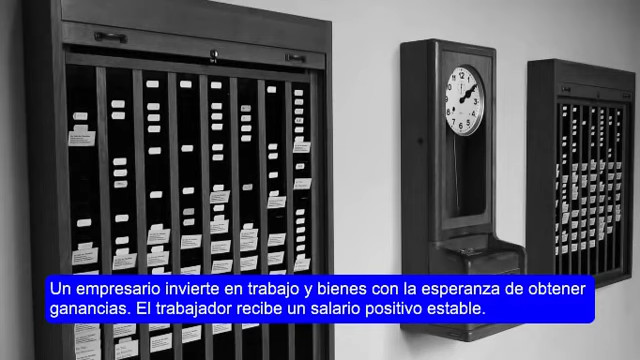 Un empresario invierte en trabajo y bienes con la esperanza de obtener
ganancias. El trabajador recibe un salario positivo estable.